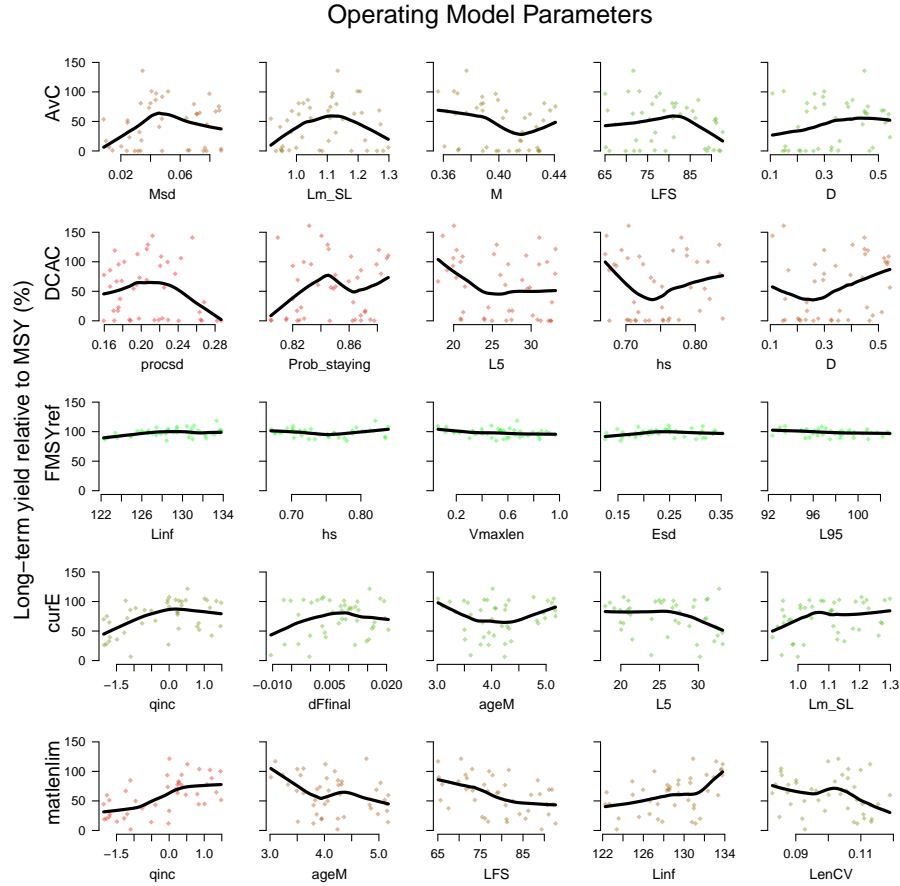 Operating Model Parameters
Long−term yield relative to MSY (%)
AvC
0 50 100 150
0.02 0.06
Msd
1.0 1.1 1.2 1.3
Lm_SL
0.36 0.40 0.44
M
65 75 85
LFS
0.1 0.3 0.5
D
DCAC
0 50 100 150
0.16 0.20 0.24 0.28
procsd
0.82 0.86
Prob_staying
20 25 30
L5
0.70 0.80
hs
0.1 0.3 0.5
D
FMSYref
0 50 100 150
122 126 130 134
Linf
0.70 0.80
hs
0.2 0.6 1.0
Vmaxlen
0.15 0.25 0.35
Esd
92 96 100
L95
curE
0 50 100 150
−1.5 0.0 1.0
qinc
−0.010 0.005 0.020
dFfinal
3.0 4.0 5.0
ageM
20 25 30
L5
1.0 1.1 1.2 1.3
Lm_SL
matlenlim
0 50 100 150
−1.5 0.0 1.0
qinc
3.0 4.0 5.0
ageM
65 75 85
LFS
122 126 130 134
Linf
0.09 0.11
LenCV